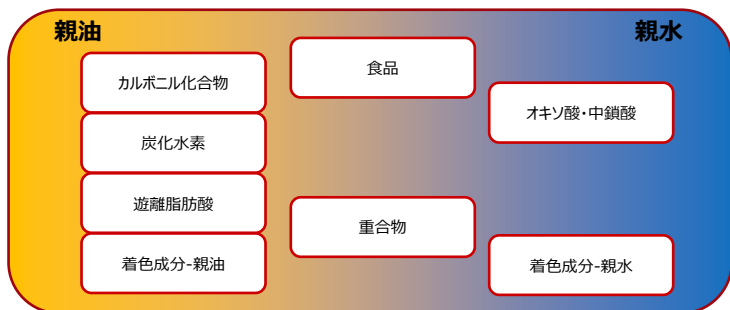 親油
親水
カルボニル化合物
食品
オキソ酸・中鎖酸
炭化水素
遊離脂肪酸
重合物
着色成分-親油
着色成分-親水